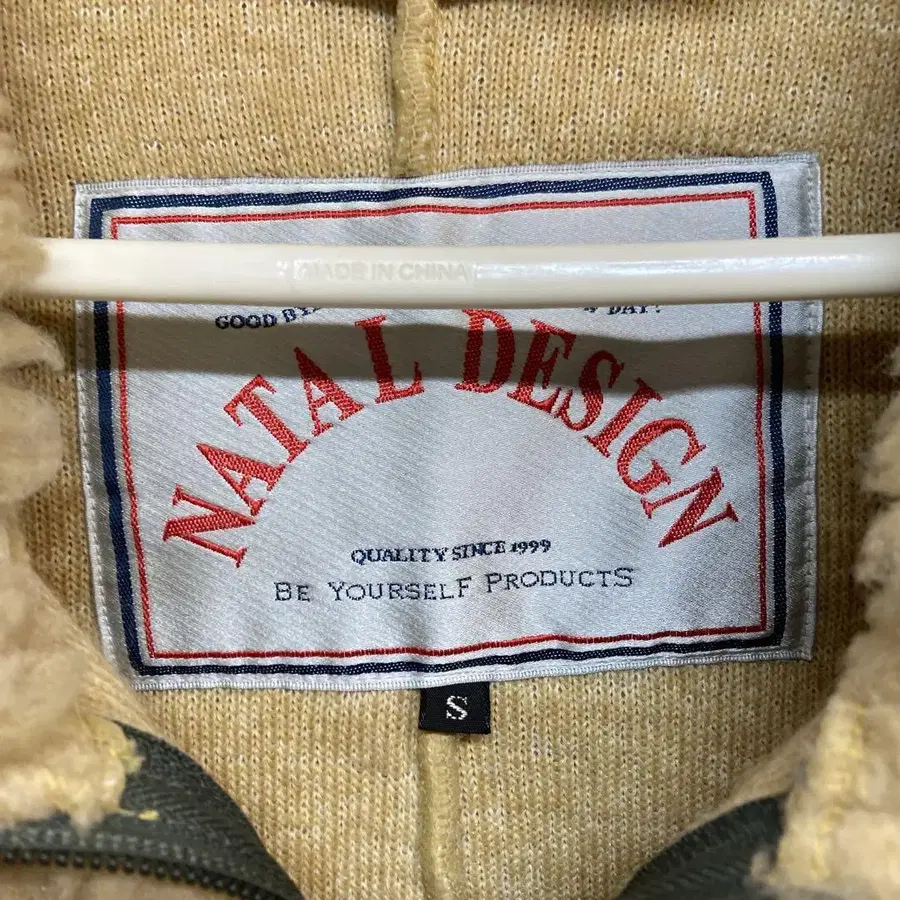 MADE IN CHINA
GOOD DAY!
NATAL DESIGN
QUALITY SINCE 1999
BE YOURSELF PRODUCTS
S